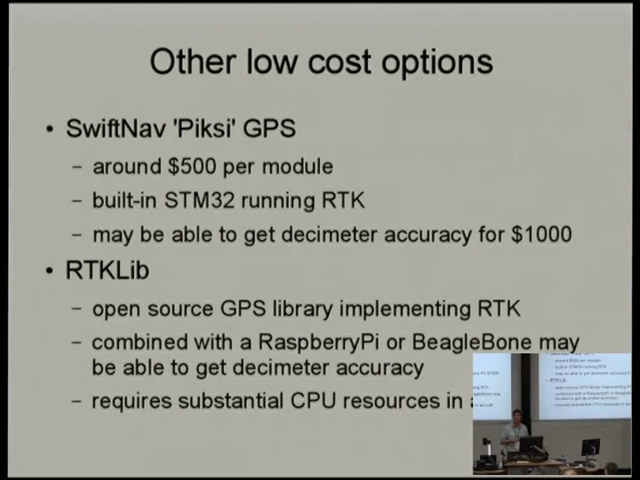 Other low cost options
• SwiftNav 'Piksi' GPS
– around $500 per module
– built-in STM32 running RTK
– may be able to get decimeter accuracy for $1000
• RTKLib
– open source GPS library implementing RTK
– combined with a RaspberryPi or BeagleBone may
be able to get decimeter accuracy
– requires substantial CPU resources in a